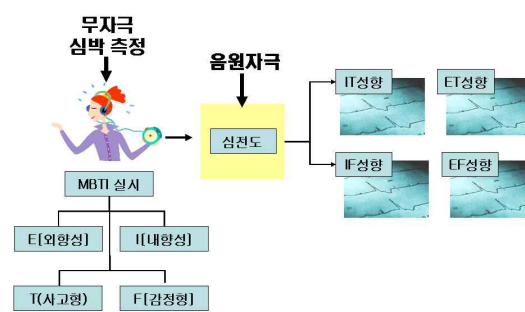 무자극
심박 측정
음원자극
IT성향
ET성향
심전도
IF성향
EF성향
MBTI 실시
E[외향성]
I[내향성]
T(사고형)
F[감정형]